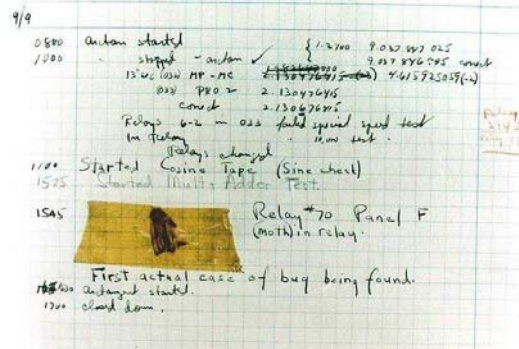 9/9
0800 antan started { 1.2700 9.037 847 025
1000 " stopped - antan ✓ 9.037 846 995 correct
13"UC (032) MP - MC 4.615925059(-2)
(033) PRO 2 2.130476415
correct 2.130676415
Relays 6-2 in 033 failed special speed test
in relay " 10.000 test .
Relays changed
1100 Started Cosine Tape (Sine check)
1525 Started Mult+ Adder Test.
1545 Relay #70 Panel F
(moth) in relay.
First actual case of bug being found.
antangent started.
1700 closed down.